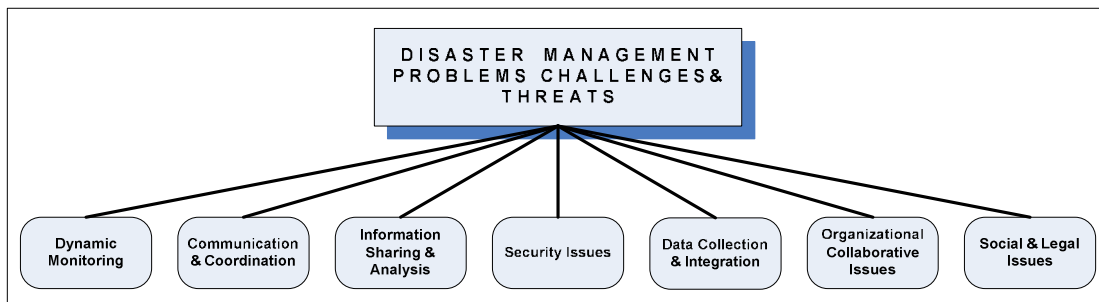 DISASTER MANAGEMENT
PROBLEMS CHALLENGES&
THREATS
Dynamic
Monitoring
Communication
& Coordination
Information
Sharing &
Analysis
Security Issues
Data Collection
& Integration
Organizational
Collaborative
Issues
Social & Legal
Issues